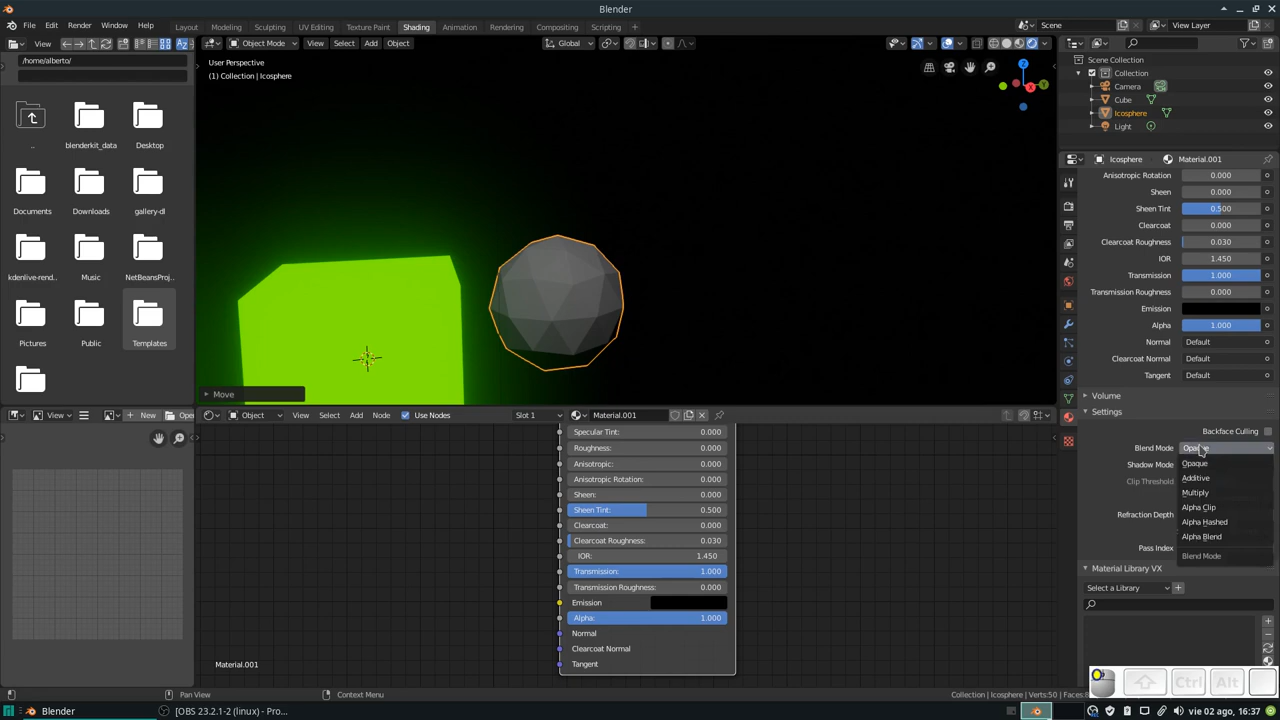 Blender
File Edit Render Window Help
Layout Modeling Sculpting UV Editing Texture Paint Shading Animation Rendering Compositing Scripting
Scene
View Layer
View
Object Mode View Select Add Object
Global
/home/alberto/
User Perspective
(1) Collection | Icosphere
Scene Collection
Collection
Camera
Cube
Icosphere
Light
..
blenderkit_data
Desktop
Documents
Downloads
gallery-dl
kdenlive-rend...
Music
NetBeansProj...
Pictures
Public
Templates
Move
Icosphere Material.001
Anisotropic Rotation 0.000
Sheen 0.000
Sheen Tint 0.500
Clearcoat 0.000
Clearcoat Roughness 0.030
IOR 1.450
Transmission 1.000
Transmission Roughness 0.000
Emission
Alpha 1.000
Normal Default
Clearcoat Normal Default
Tangent Default
Volume
Settings
Backface Culling
Blend Mode Opaque
Shadow Mode
Clip Threshold
Refraction Depth
Pass Index
Opaque
Additive
Multiply
Alpha Clip
Alpha Hashed
Alpha Blend
Blend Mode
Material Library VX
Select a Library
View New Open
Object View Select Add Node Use Nodes Slot 1 Material.001
Specular Tint: 0.000
Roughness: 0.000
Anisotropic: 0.000
Anisotropic Rotation: 0.000
Sheen: 0.000
Sheen Tint: 0.500
Clearcoat: 0.000
Clearcoat Roughness: 0.030
IOR: 1.450
Transmission: 1.000
Transmission Roughness: 0.000
Emission
Alpha: 1.000
Normal
Clearcoat Normal
Tangent
Material.001
Ctrl Alt
Pan View Context Menu
Collection | Icosphere | Verts:50 | Faces:8
Blender [OBS 23.2.1-2 (linux) - Pro...
vie 02 ago, 16:37